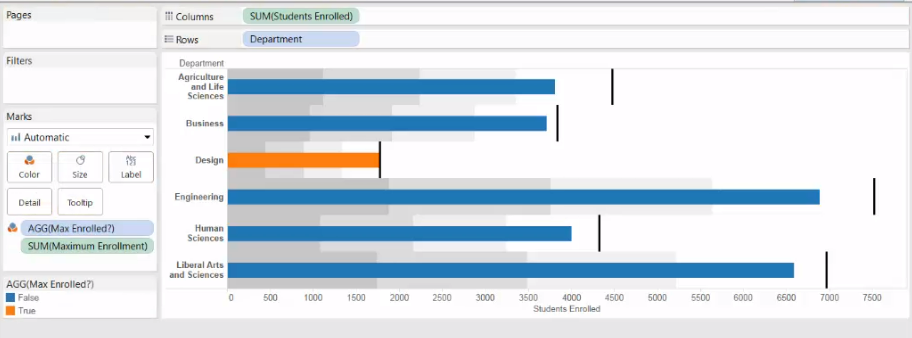 Pages
Columns
SUM(Students Enrolled)
Rows
Department
Filters
Marks
Automatic
Color
Size
Label
Detail
Tooltip
AGG(Max Enrolled?)
SUM(Maximum Enrollment)
AGG(Max Enrolled?)
False
True
Department
Agriculture
and Life
Sciences
Business
Design
Engineering
Human
Sciences
Liberal Arts
and Sciences
0 500 1000 1500 2000 2500 3000 3500 4000 4500 5000 5500 6000 6500 7000 7500
Students Enrolled